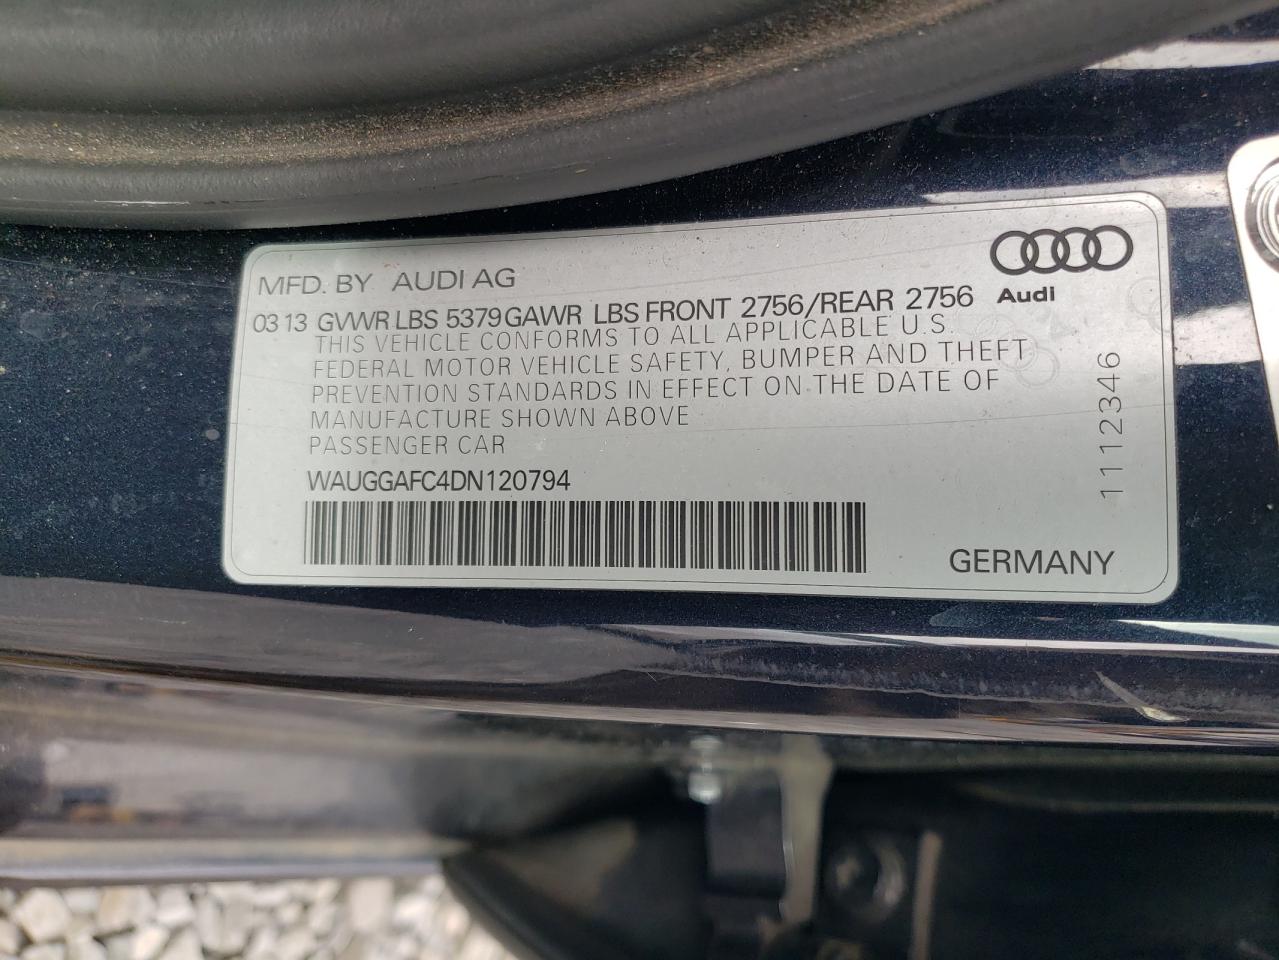 MFD. BY AUDI AG
Audi
03 13 GVWR LBS 5379 GAWR LBS FRONT 2756/REAR 2756
THIS VEHICLE CONFORMS TO ALL APPLICABLE U.S.
FEDERAL MOTOR VEHICLE SAFETY, BUMPER AND THEFT
PREVENTION STANDARDS IN EFFECT ON THE DATE OF
MANUFACTURE SHOWN ABOVE
PASSENGER CAR
WAUGGAFC4DN120794
GERMANY
1112346